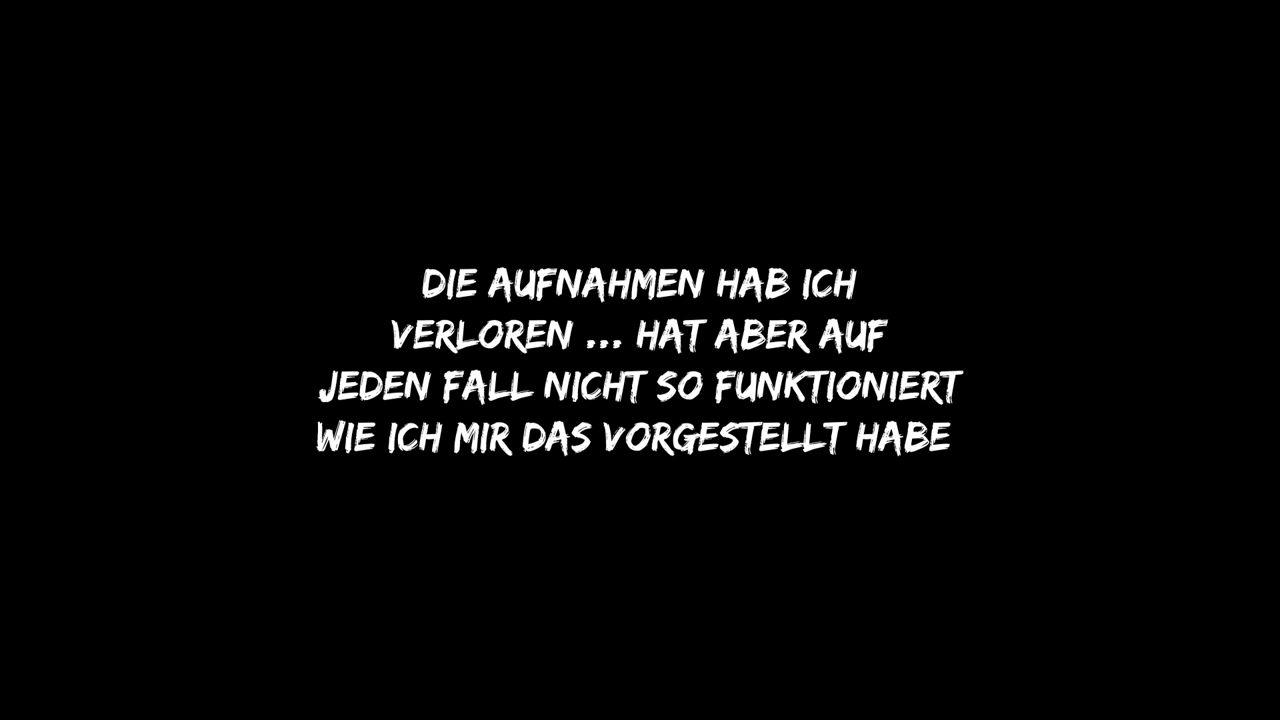 DIE AUFNAHMEN HAB ICH
VERLOREN ... HAT ABER AUF
JEDEN FALL NICHT SO FUNKTIONIERT
WIE ICH MIR DAS VORGESTELLT HABE